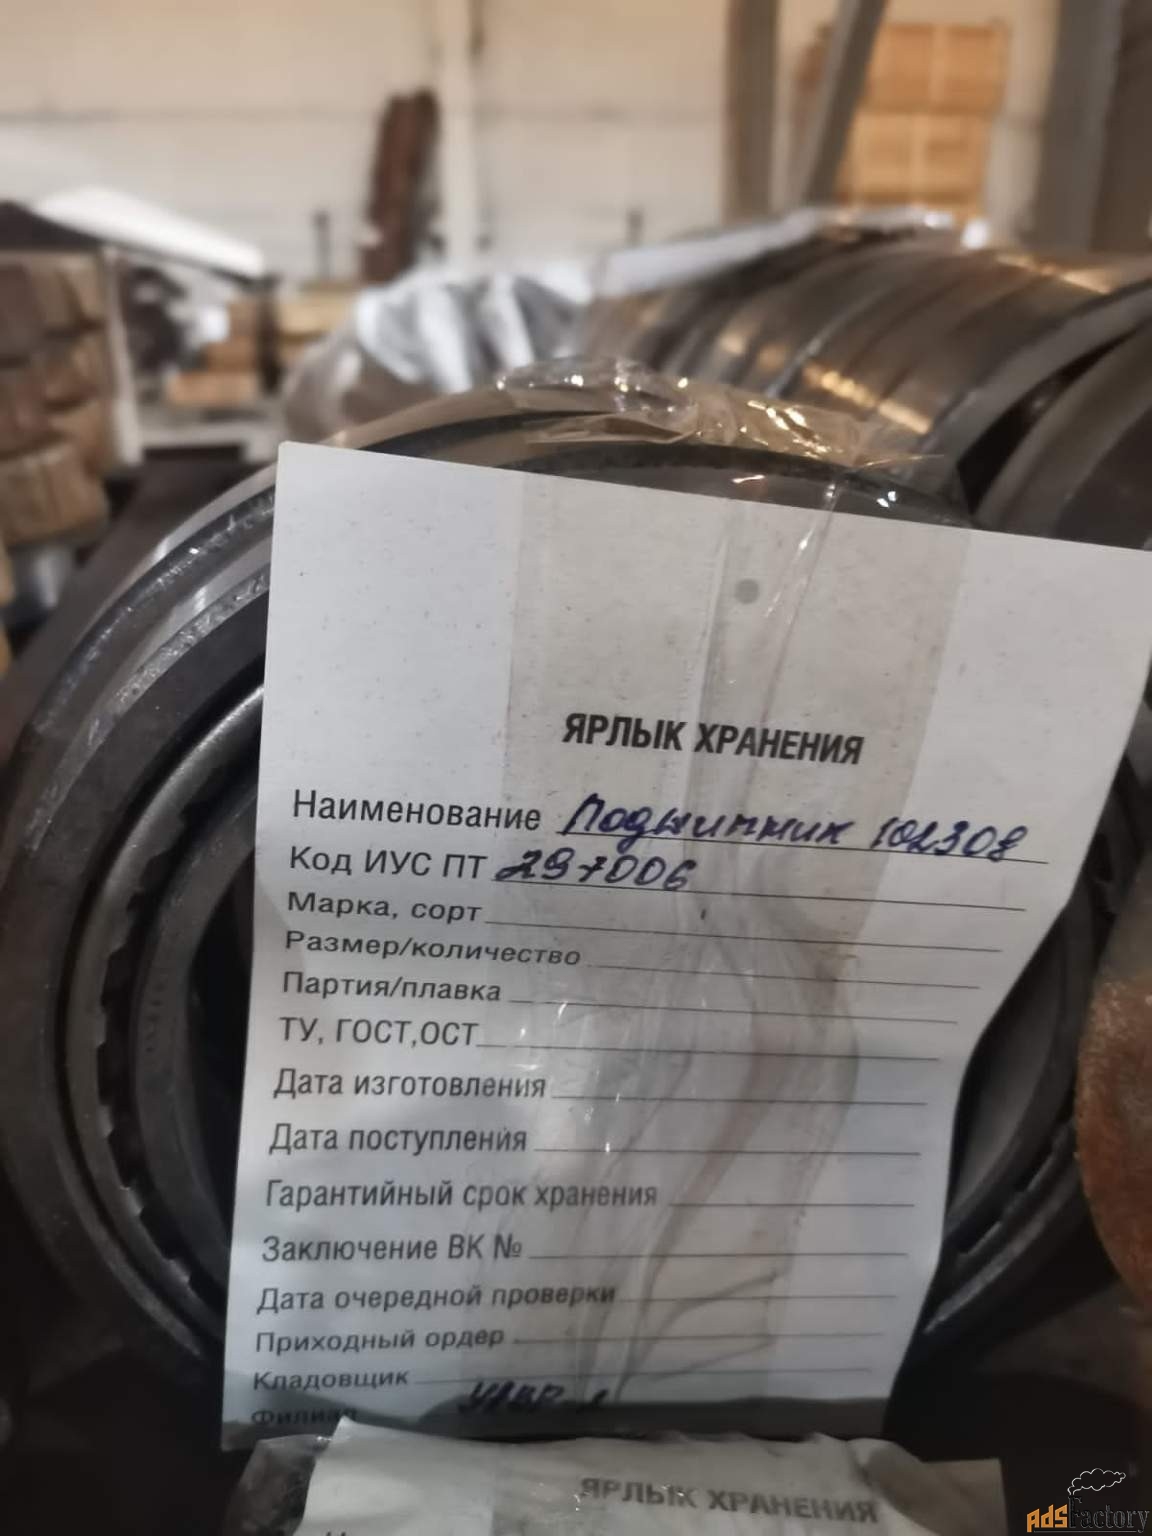 ЯРЛЫК ХРАНЕНИЯ
Наименование Подшипник 102308
Код ИУС ПТ 297006
Марка, сорт
Размер/количество
Партия/плавка
ТУ, ГОСТ,ОСТ
Дата изготовления
Дата поступления
Гарантийный срок хранения
Заключение ВК №
Дата очередной проверки
Приходный ордер
Кладовщик
Филиал
ЯРЛЫК ХРАНЕНИЯ
adsFactory